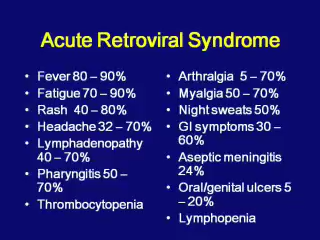 Acute Retroviral Syndrome
• Fever 80 – 90%
• Fatigue 70 – 90%
• Rash 40 – 80%
• Headache 32 – 70%
• Lymphadenopathy
40 – 70%
• Pharyngitis 50 –
70%
• Thrombocytopenia
• Arthralgia 5 – 70%
• Myalgia 50 – 70%
• Night sweats 50%
• GI symptoms 30 –
60%
• Aseptic meningitis
24%
• Oral/genital ulcers 5
– 20%
• Lymphopenia